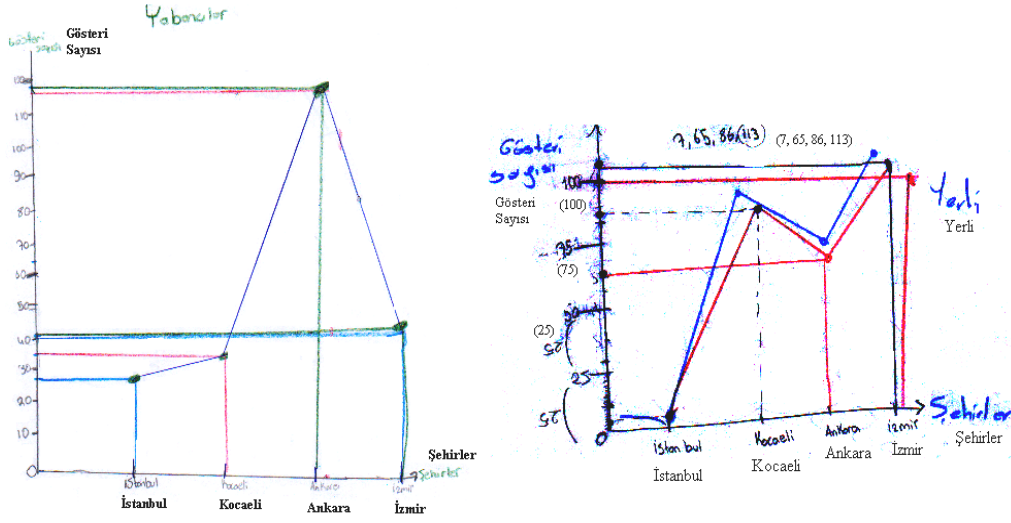 Yabancılar
Gösteri
sayısı
Gösteri
Sayısı
120
110
100
90
80
70
60
50
40
30
20
10
0
İstanbul
Kocaeli
Ankara
İzmir
Şehirler
Şehirler
İstanbul
Kocaeli
Ankara
İzmir
7, 65, 86, 113
(7, 65, 86, 113)
Gösteri
sayısı
Gösteri
Sayısı
100
(100)
75
(75)
50
(25)
25
25
25
0
Yerli
Yerli
İstanbul
Kocaeli
Ankara
İzmir
Şehirler
İstanbul
Kocaeli
Ankara
İzmir
Şehirler